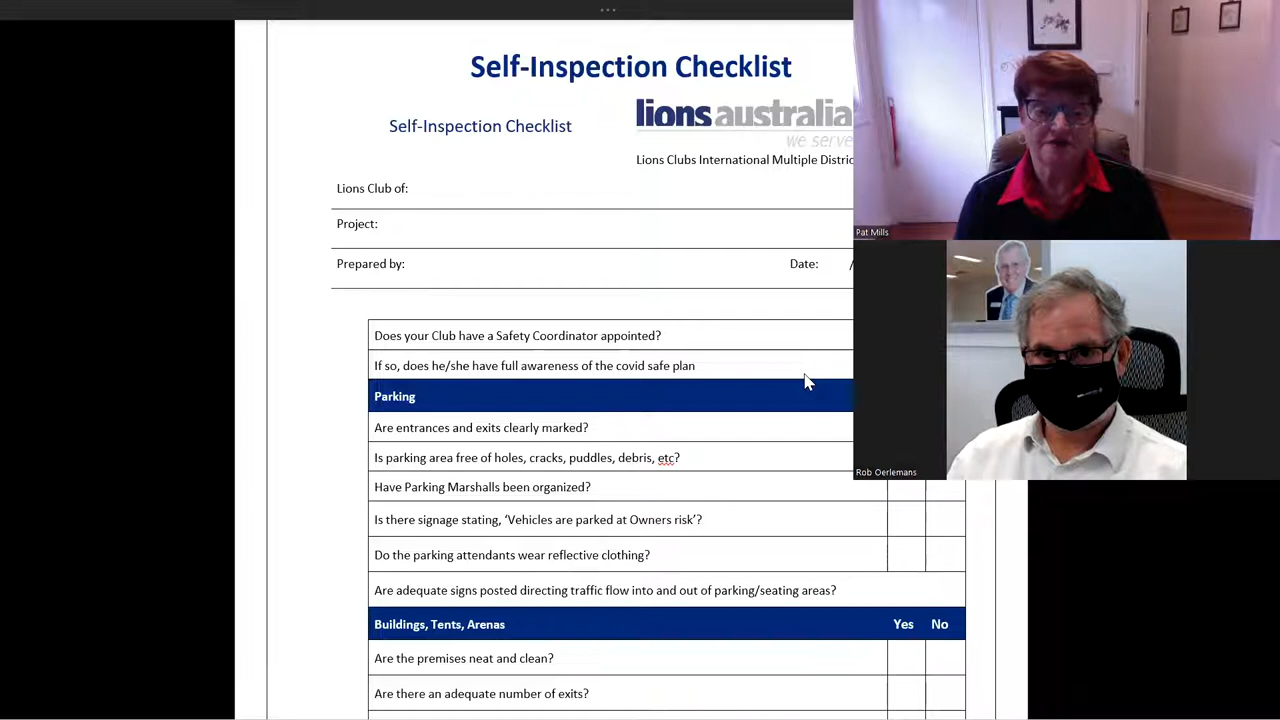 Self-Inspection Checklist
Self-Inspection Checklist
lions australia
we serve
Lions Clubs International Multiple Distric
Lions Club of:
Project:
Prepared by:
Date: /
Does your Club have a Safety Coordinator appointed?
If so, does he/she have full awareness of the covid safe plan
Parking
Are entrances and exits clearly marked?
Is parking area free of holes, cracks, puddles, debris, etc?
Have Parking Marshalls been organized?
Is there signage stating, ‘Vehicles are parked at Owners risk’?
Do the parking attendants wear reflective clothing?
Are adequate signs posted directing traffic flow into and out of parking/seating areas?
Buildings, Tents, Arenas Yes No
Are the premises neat and clean?
Are there an adequate number of exits?
Pat Mills
Rob Oerlemans